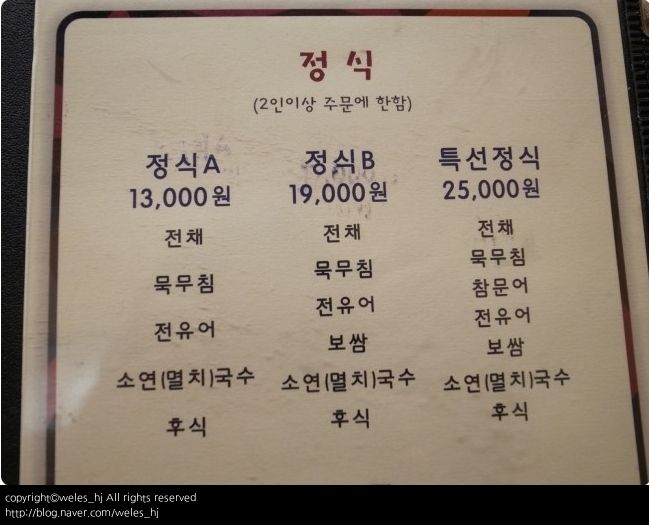 정식
(2인이상 주문에 한함)
정식A
13,000원
전채
묵무침
전유어
소연(멸치)국수
후식
정식B
19,000원
전채
묵무침
전유어
보쌈
소연(멸치)국수
후식
특선정식
25,000원
전채
묵무침
참문어
전유어
보쌈
소연(멸치)국수
후식
copyright©weles_hj All rights reserved
http://blog.naver.com/weles_hj